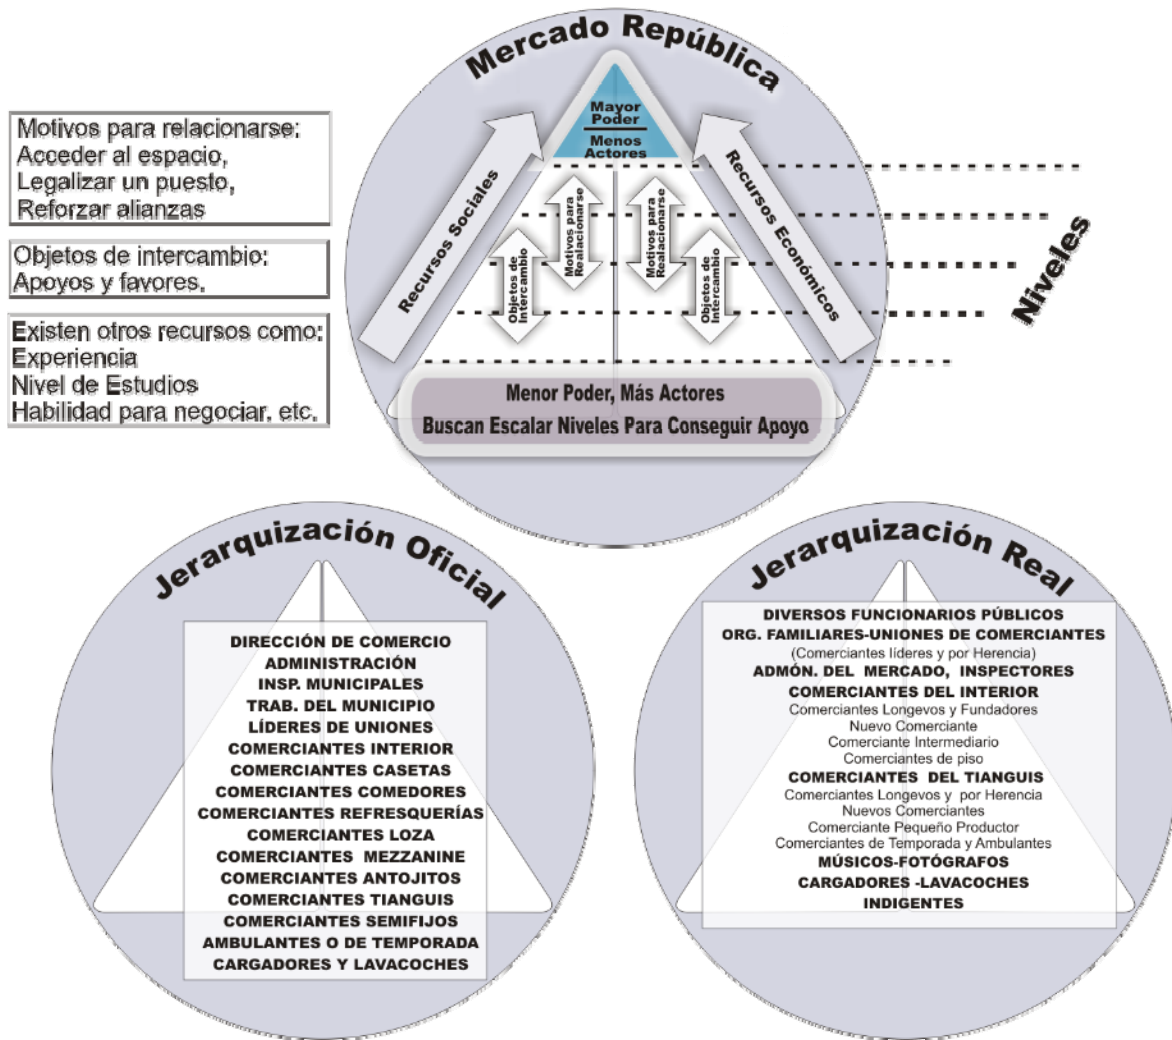 Mercado República
Motivos para relacionarse:
Acceder al espacio,
Legalizar un puesto,
Reforzar alianzas
Objetos de intercambio:
Apoyos y favores.
Existen otros recursos como:
Experiencia
Nivel de Estudios
Habilidad para negociar. etc.
Mayor
Poder
Menos
Actores
Recursos Sociales
Recursos Económicos
Motivos para
Realacionarse
Motivos para
Realacionarse
Objetos de
Intercambio
Objetos de
Intercambio
Niveles
Menor Poder, Más Actores
Buscan Escalar Niveles Para Conseguir Apoyo
Jerarquización Oficial
DIRECCIÓN DE COMERCIO
ADMINISTRACIÓN
INSP. MUNICIPALES
TRAB. DEL MUNICIPIO
LÍDERES DE UNIONES
COMERCIANTES INTERIOR
COMERCIANTES CASETAS
COMERCIANTES COMEDORES
COMERCIANTES REFRESQUERÍAS
COMERCIANTES LOZA
COMERCIANTES MEZZANINE
COMERCIANTES ANTOJITOS
COMERCIANTES TIANGUIS
COMERCIANTES SEMIFIJOS
AMBULANTES O DE TEMPORADA
CARGADORES Y LAVACOCHES
Jerarquización Real
DIVERSOS FUNCIONARIOS PÚBLICOS
ORG. FAMILIARES-UNIONES DE COMERCIANTES
(Comerciantes líderes y por Herencia)
ADMÓN. DEL MERCADO, INSPECTORES
COMERCIANTES DEL INTERIOR
Comerciantes Longevos y Fundadores
Nuevo Comerciante
Comerciante Intermediario
Comerciantes de piso
COMERCIANTES DEL TIANGUIS
Comerciantes Longevos y por Herencia
Nuevos Comerciantes
Comerciante Pequeño Productor
Comerciantes de Temporada y Ambulantes
MÚSICOS-FOTÓGRAFOS
CARGADORES -LAVACOCHES
INDIGENTES